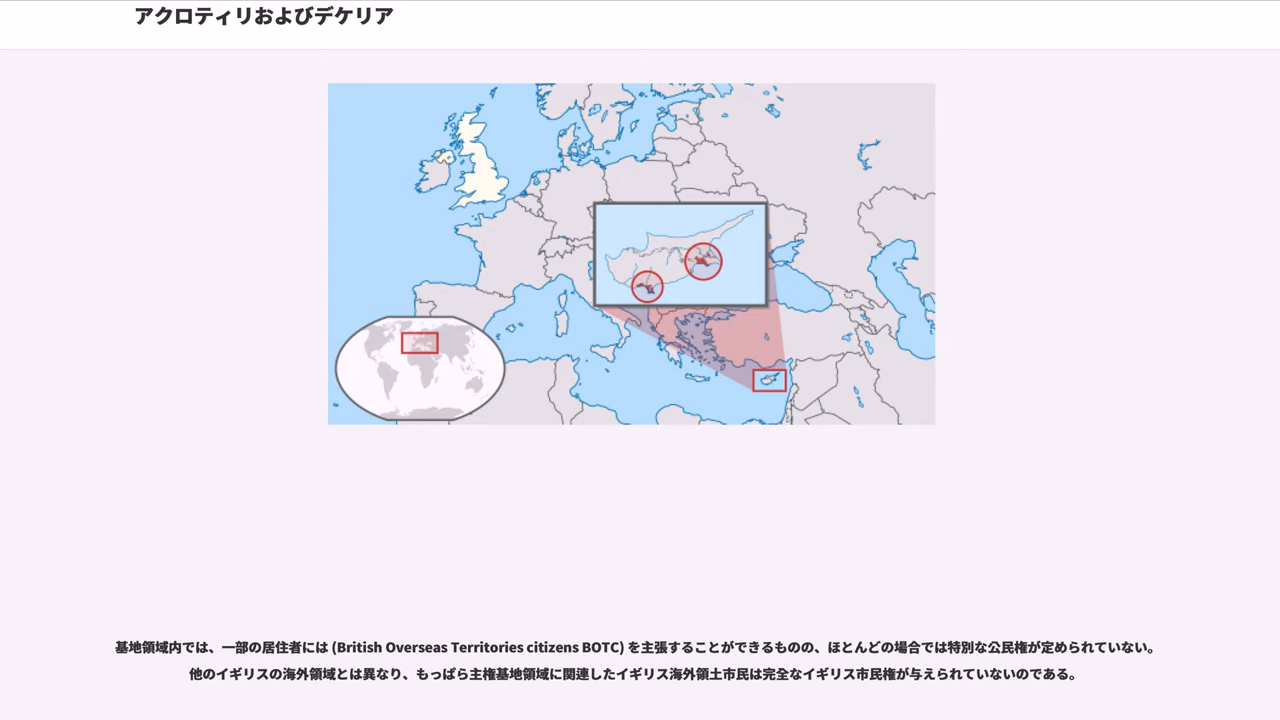 アクロティリおよびデケリア
基地領域内では、一部の居住者には (British Overseas Territories citizens BOTC) を主張することができるものの、ほとんどの場合では特別な公民権が定められていない。
他のイギリスの海外領域とは異なり、もっぱら主権基地領域に関連したイギリス海外領土市民は完全なイギリス市民権が与えられていないのである。